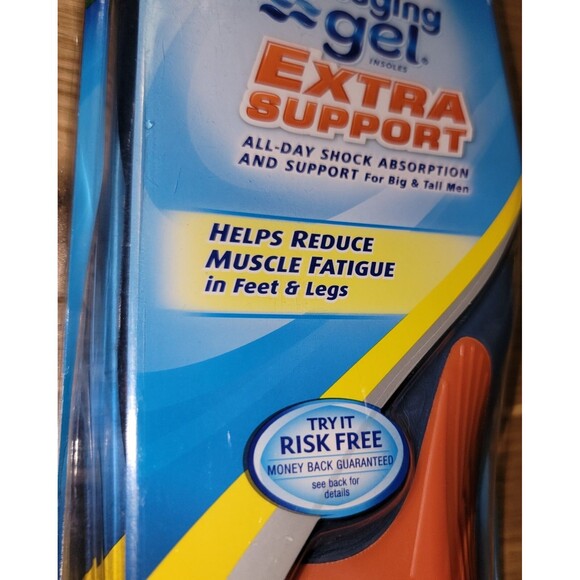 gel®
INSOLES
EXTRA
SUPPORT
ALL-DAY SHOCK ABSORPTION
AND SUPPORT For Big & Tall Men
HELPS REDUCE
MUSCLE FATIGUE
in Feet & Legs
TRY IT
RISK FREE
MONEY BACK GUARANTEED
see back for
details